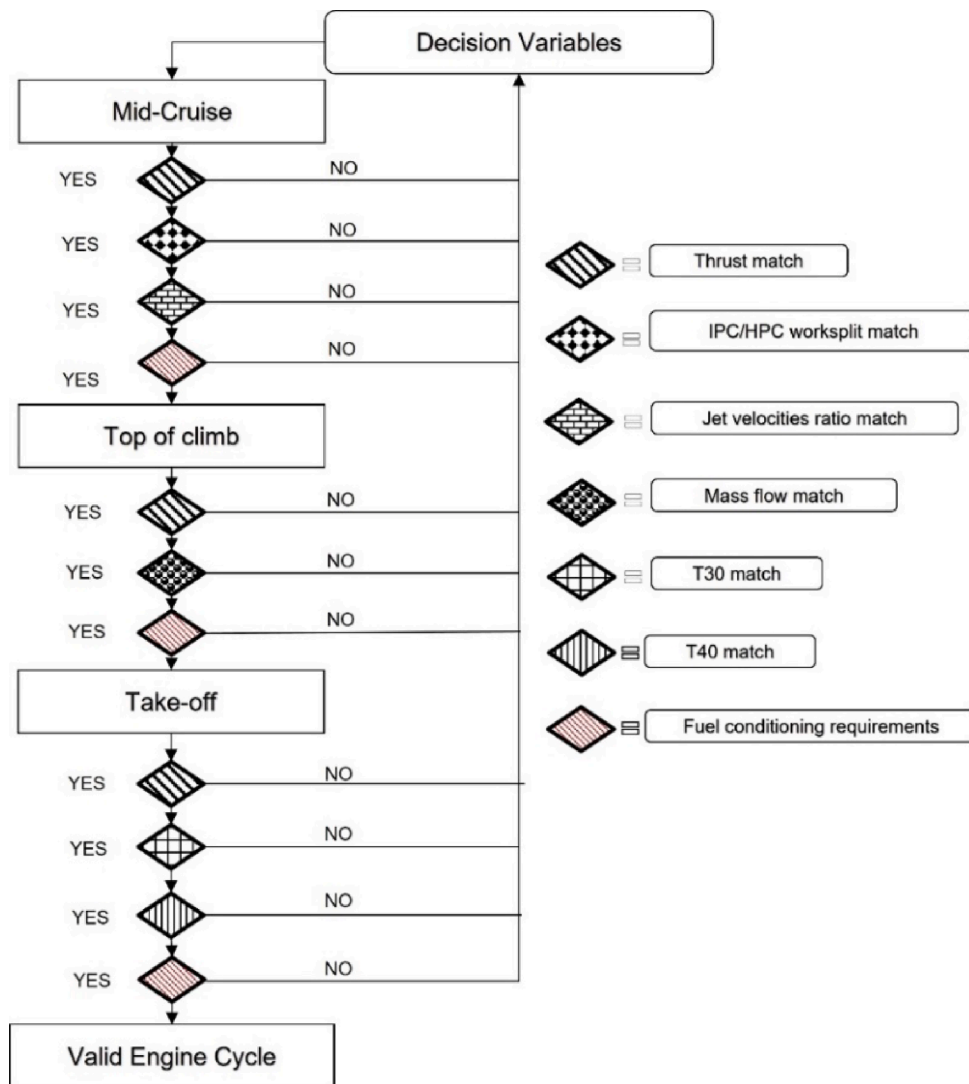 Decision Variables
Mid-Cruise
YES
NO
YES
NO
YES
NO
YES
NO
Top of climb
YES
NO
YES
NO
YES
NO
Take-off
YES
NO
YES
NO
YES
NO
YES
NO
Valid Engine Cycle
= Thrust match
= IPC/HPC worksplit match
= Jet velocities ratio match
= Mass flow match
= T30 match
= T40 match
= Fuel conditioning requirements